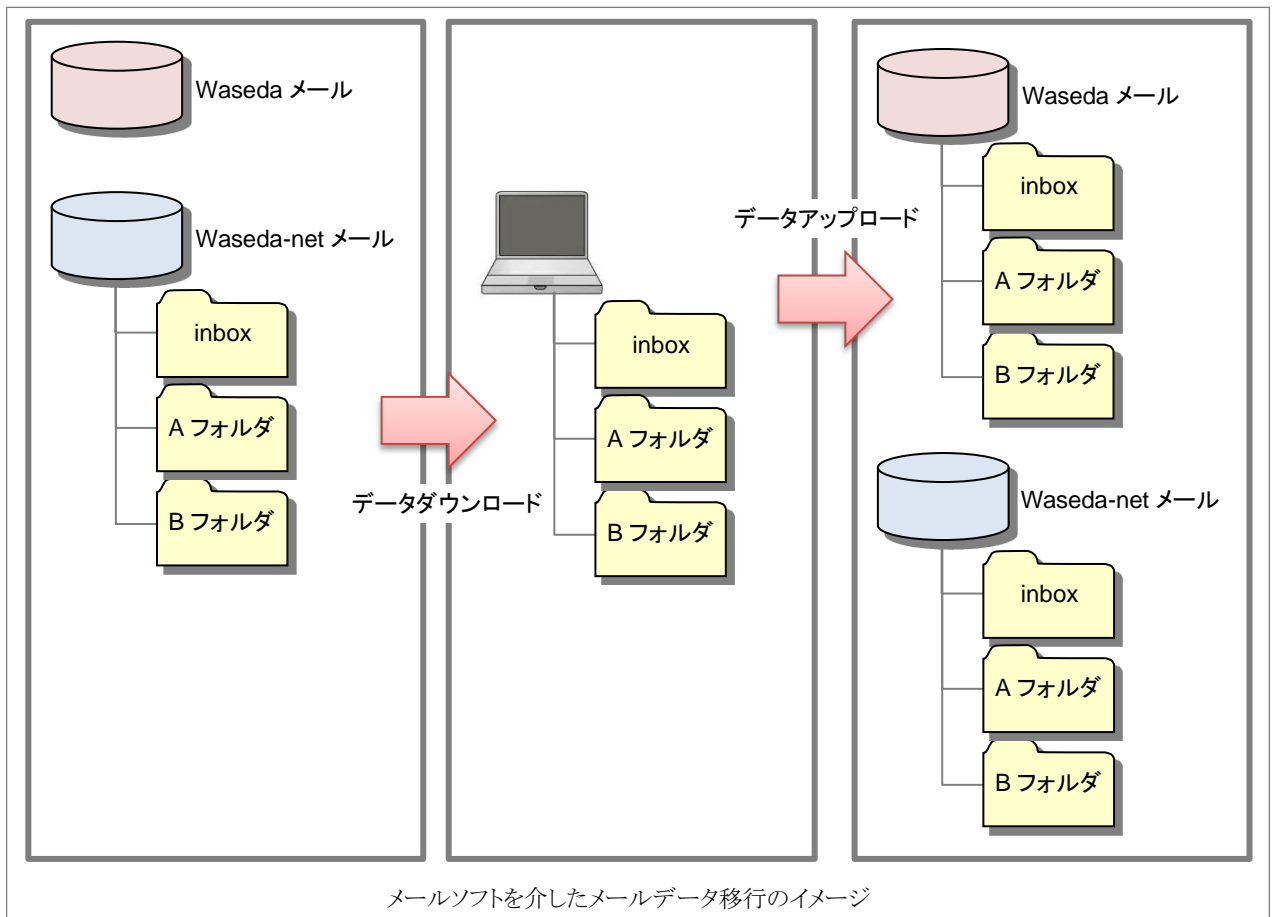 Waseda メール
Waseda-net メール
inbox
A フォルダ
B フォルダ
データダウンロード
inbox
A フォルダ
B フォルダ
データアップロード
Waseda メール
inbox
A フォルダ
B フォルダ
Waseda-net メール
inbox
A フォルダ
B フォルダ
メールソフトを介したメールデータ移行のイメージ